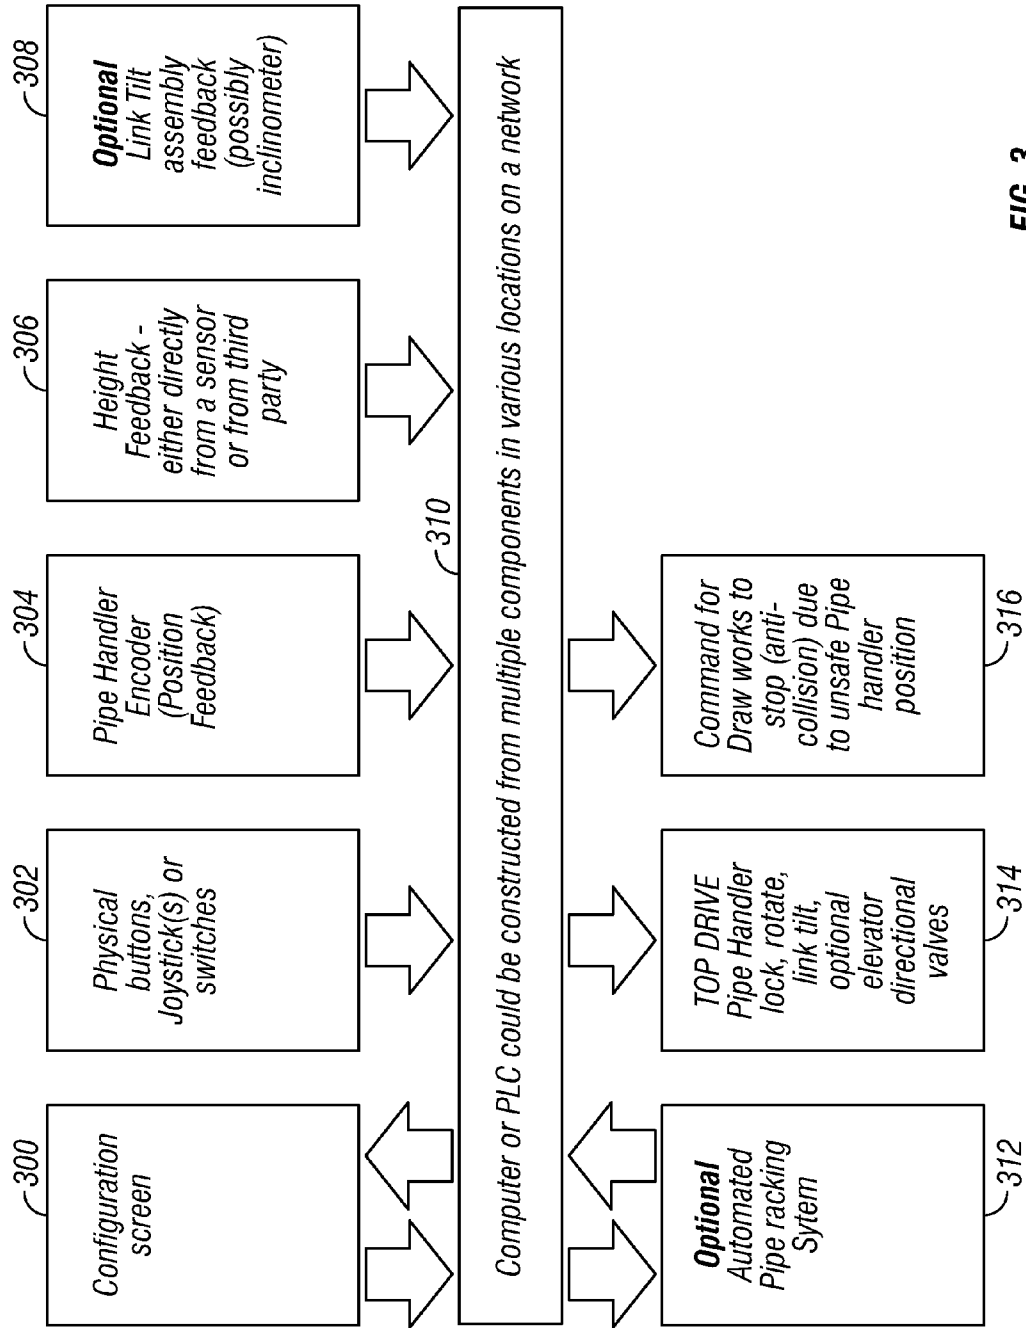 300
Configuration
screen
302
Physical
buttons,
Joystick(s) or
switches
304
Pipe Handler
Encoder
(Position
Feedback)
306
Height
Feedback -
either directly
from a sensor
or from third
party
308
Optional
Link Tilt
assembly
feedback
(possibly
inclinometer)
310
Computer or PLC could be constructed from multiple components in various locations on a network
Optional
Automated
Pipe racking
Sytem
312
TOP DRIVE
Pipe Handler
lock, rotate,
link tilt,
optional
elevator
directional
valves
314
Command for
Draw works to
stop (anti-
collision) due
to unsafe Pipe
handler
position
316
FIG. 3